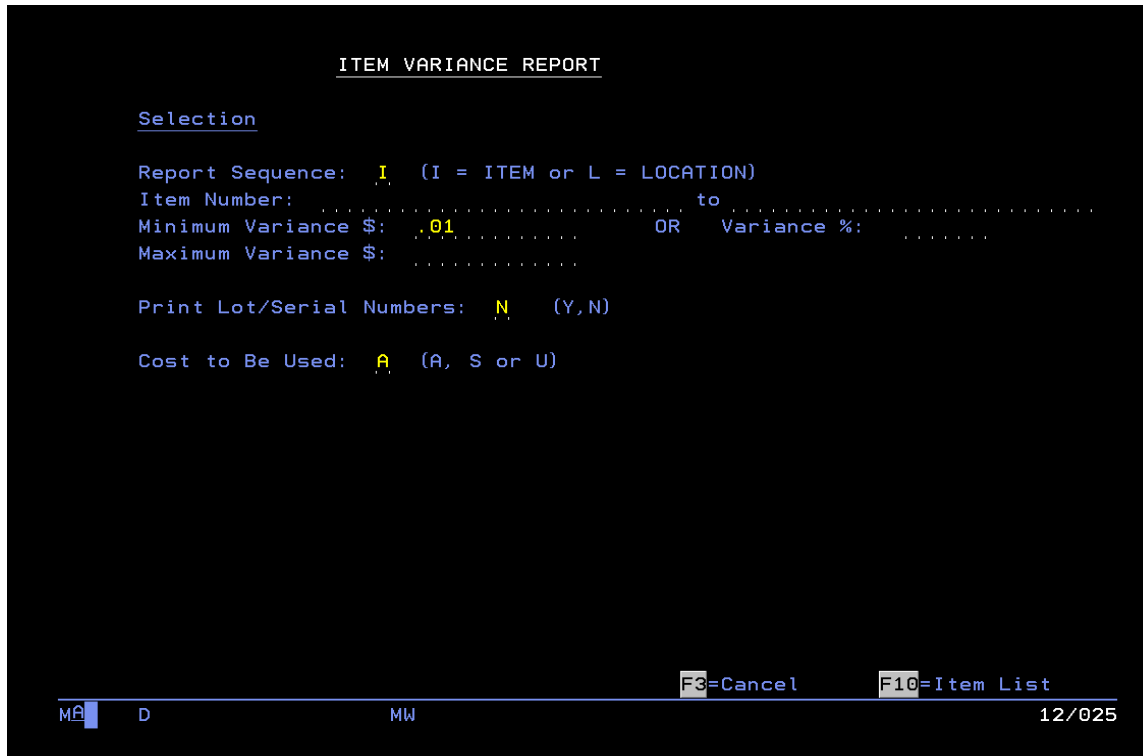 ITEM VARIANCE REPORT
Selection
Report Sequence: I (I = ITEM or L = LOCATION)
Item Number: to
Minimum Variance $: .01 OR Variance %:
Maximum Variance $:
Print Lot/Serial Numbers: N (Y,N)
Cost to Be Used: A (A, S or U)
F3=Cancel F10=Item List
MA D MW 12/025